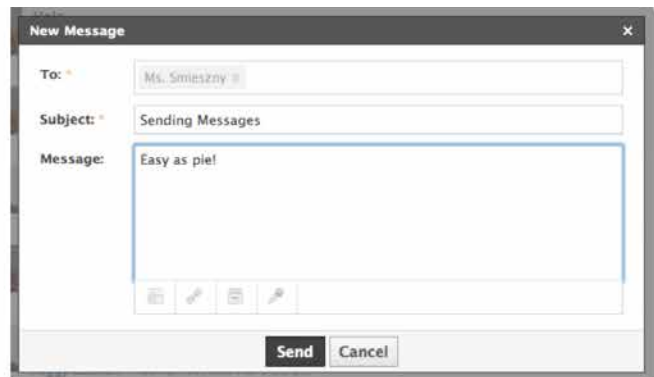 New Message ×
To: *
Ms. Smieszny x
Subject: *
Sending Messages
Message:
Easy as pie!
Send
Cancel